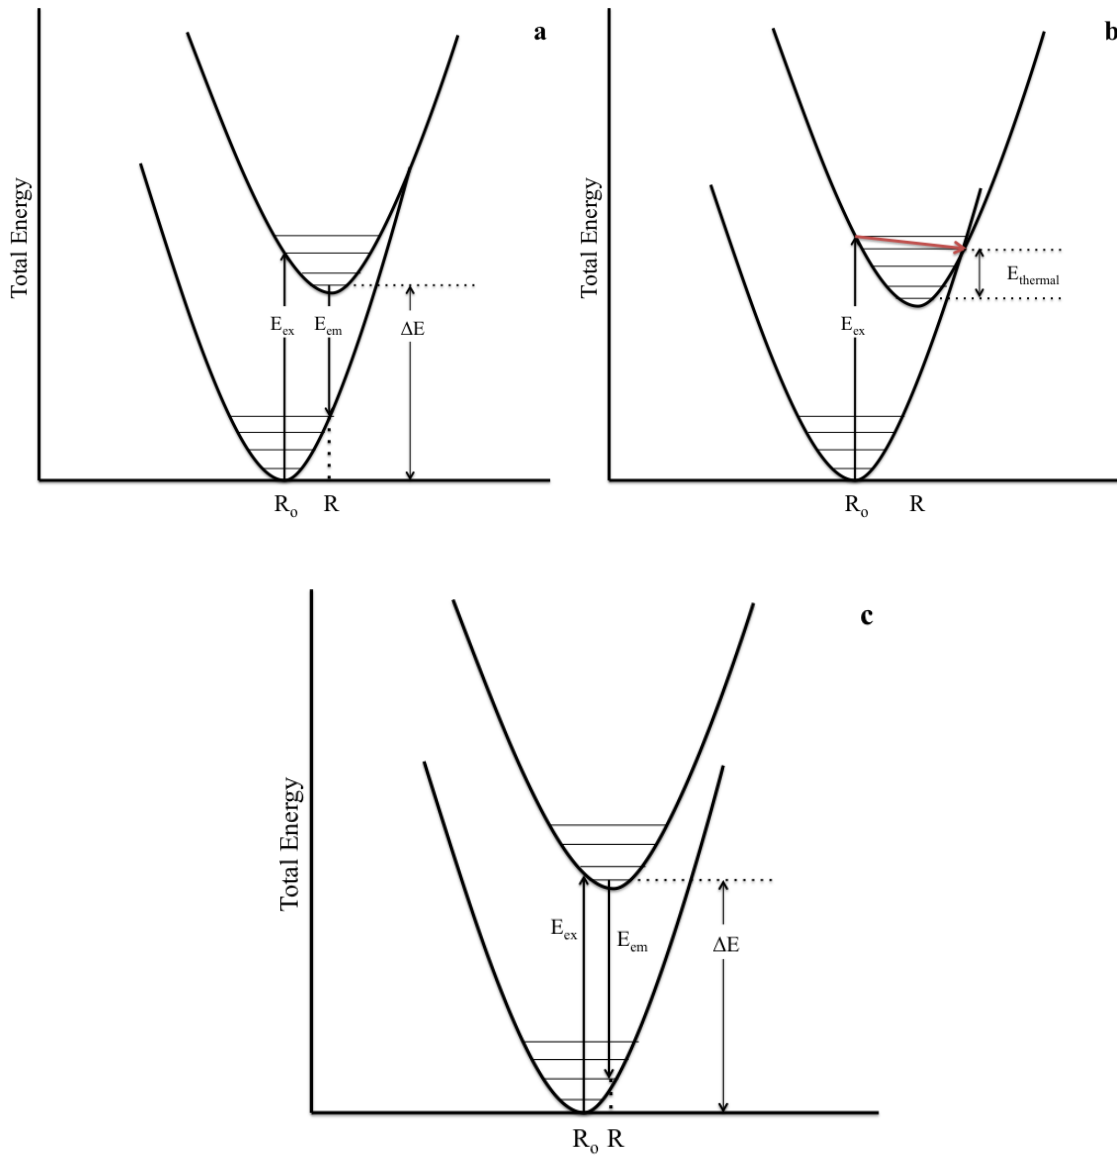 a
Total Energy
E_ex
E_em
ΔE
R_o R
b
Total Energy
E_ex
E_thermal
R_o R
c
Total Energy
E_ex
E_em
ΔE
R_o R